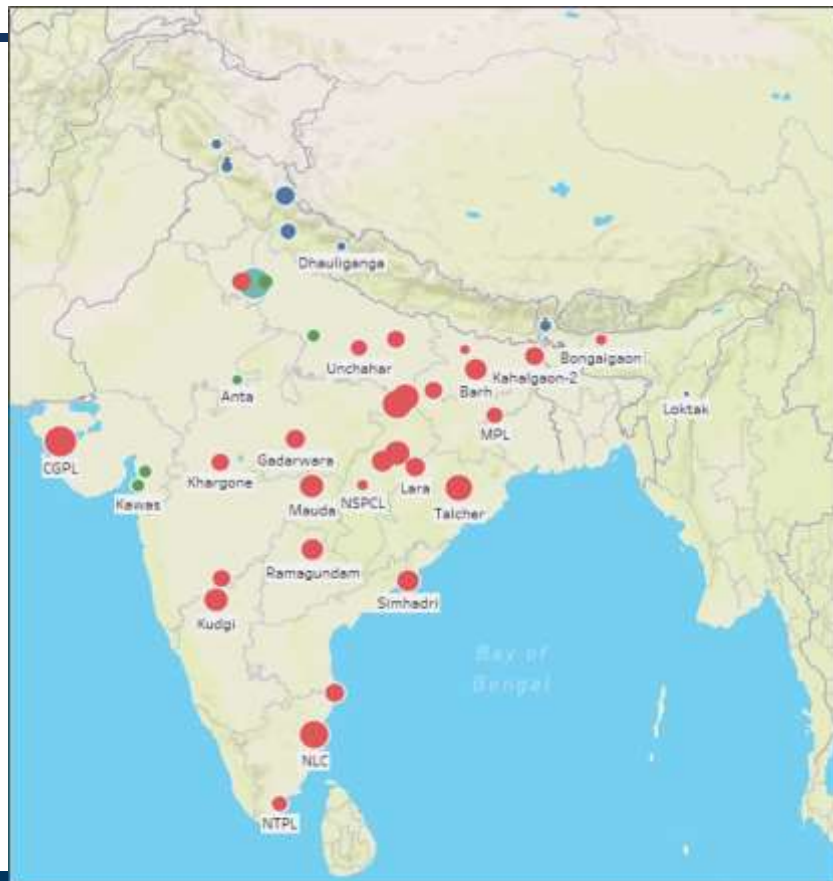 Dhauliganga
Unchahar
Bongaigaon
Kahalgaon-2
Barh
Anta
Loktak
MPL
CGPL
Gadarwara
Khargone
Lara
Kawas
Mauda
NSPCL
Talcher
Ramagundam
Simhadri
Kudgi
Bay of
Bengal
NLC
NTPL